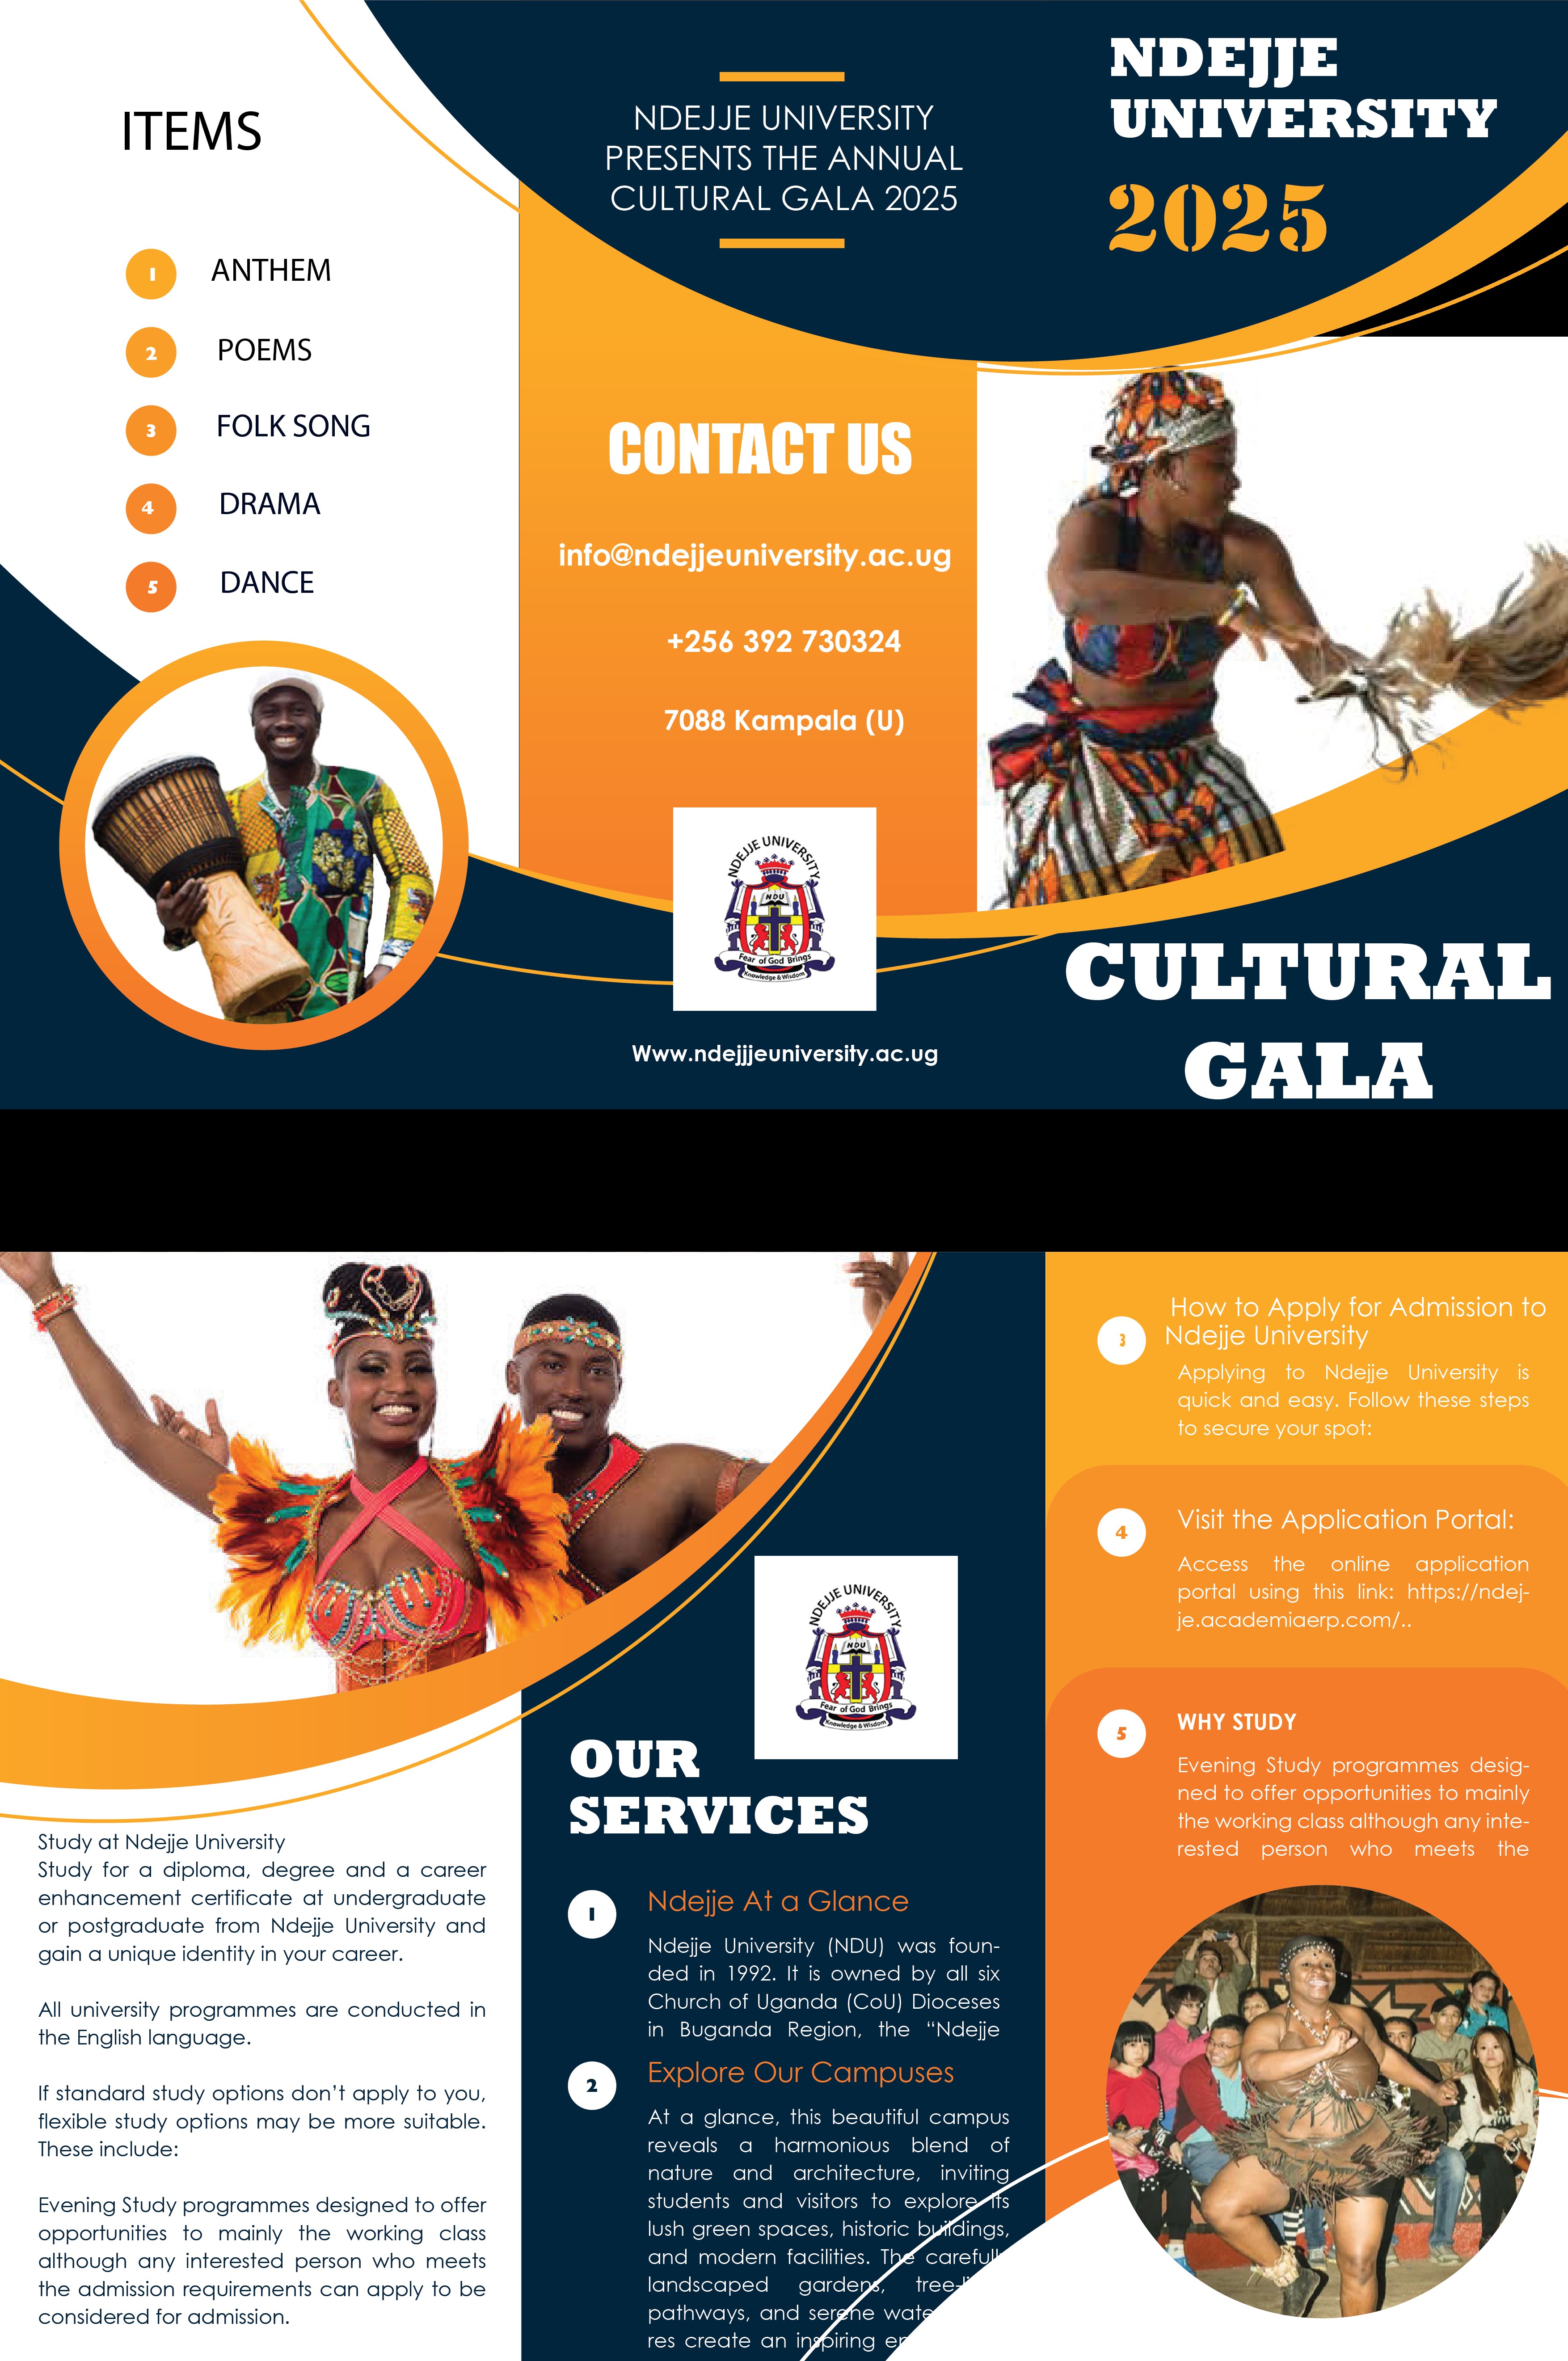 ITEMS
1 ANTHEM
2 POEMS
3 FOLK SONG
4 DRAMA
5 DANCE
NDEJJE UNIVERSITY
PRESENTS THE ANNUAL
CULTURAL GALA 2025
CONTACT US
info@ndejjeuniversity.ac.ug
+256 392 730324
7088 Kampala (U)
NDEJJE UNIVERSITY
NDU
Fear of God Brings
Knowledge & Wisdom
Www.ndejjjeuniversity.ac.ug
NDEJJE
UNIVERSITY
2025
CULTURAL
GALA
Study at Ndejje University
Study for a diploma, degree and a career
enhancement certificate at undergraduate
or postgraduate from Ndejje University and
gain a unique identity in your career.
All university programmes are conducted in
the English language.
If standard study options don't apply to you,
flexible study options may be more suitable.
These include:
Evening Study programmes designed to offer
opportunities to mainly the working class
although any interested person who meets
the admission requirements can apply to be
considered for admission.
NDEJJE UNIVERSITY
NDU
Fear of God Brings
Knowledge & Wisdom
OUR
SERVICES
1 Ndejje At a Glance
Ndejje University (NDU) was foun-
ded in 1992. It is owned by all six
Church of Uganda (CoU) Dioceses
in Buganda Region, the “Ndejje
2 Explore Our Campuses
At a glance, this beautiful campus
reveals a harmonious blend of
nature and architecture, inviting
students and visitors to explore its
lush green spaces, historic buildings,
and modern facilities. The
landscaped gardens,
pathways, and serene
res create an inspiring
3 How to Apply for Admission to
Ndejje University
Applying to Ndejje University is
quick and easy. Follow these steps
to secure your spot:
4 Visit the Application Portal:
Access the online application
portal using this link: https://ndej-
je.academiaerp.com/..
5 WHY STUDY
Evening Study programmes desig-
ned to offer opportunities to mainly
the working class although any inte-
rested person who meets the